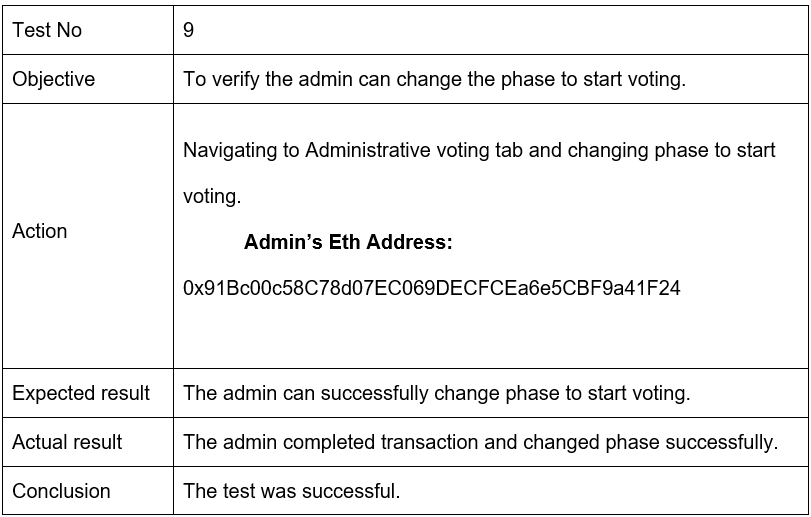 Test No 9
Objective To verify the admin can change the phase to start voting.
Navigating to Administrative voting tab and changing phase to start
voting.
Action
Admin’s Eth Address:
0x91Bc00c58C78d07EC069DECFCEa6e5CBF9a41F24
Expected result The admin can successfully change phase to start voting.
Actual result The admin completed transaction and changed phase successfully.
Conclusion The test was successful.